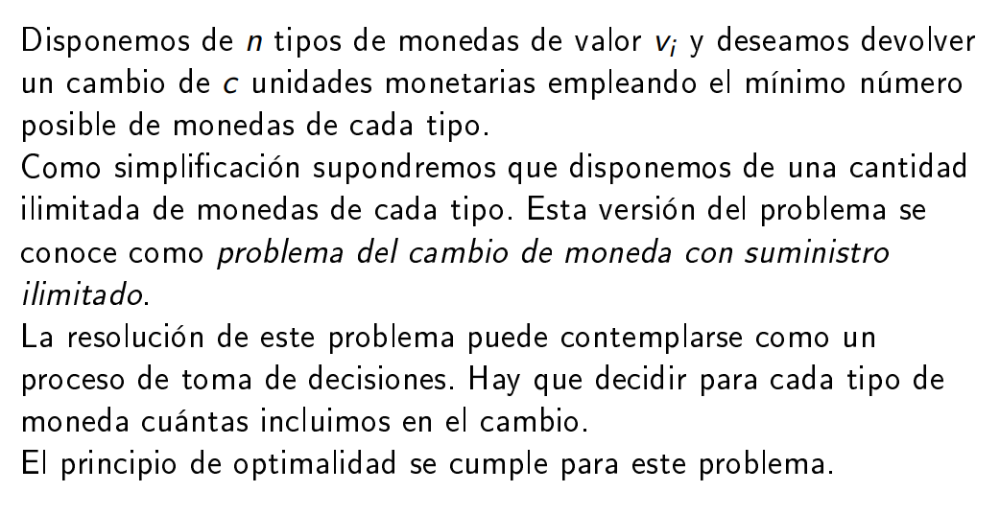 Disponemos de n tipos de monedas de valor v_i y deseamos devolver
un cambio de c unidades monetarias empleando el mínimo número
posible de monedas de cada tipo.
Como simplificación supondremos que disponemos de una cantidad
ilimitada de monedas de cada tipo. Esta versión del problema se
conoce como problema del cambio de moneda con suministro
ilimitado.
La resolución de este problema puede contemplarse como un
proceso de toma de decisiones. Hay que decidir para cada tipo de
moneda cuántas incluimos en el cambio.
El principio de optimalidad se cumple para este problema.